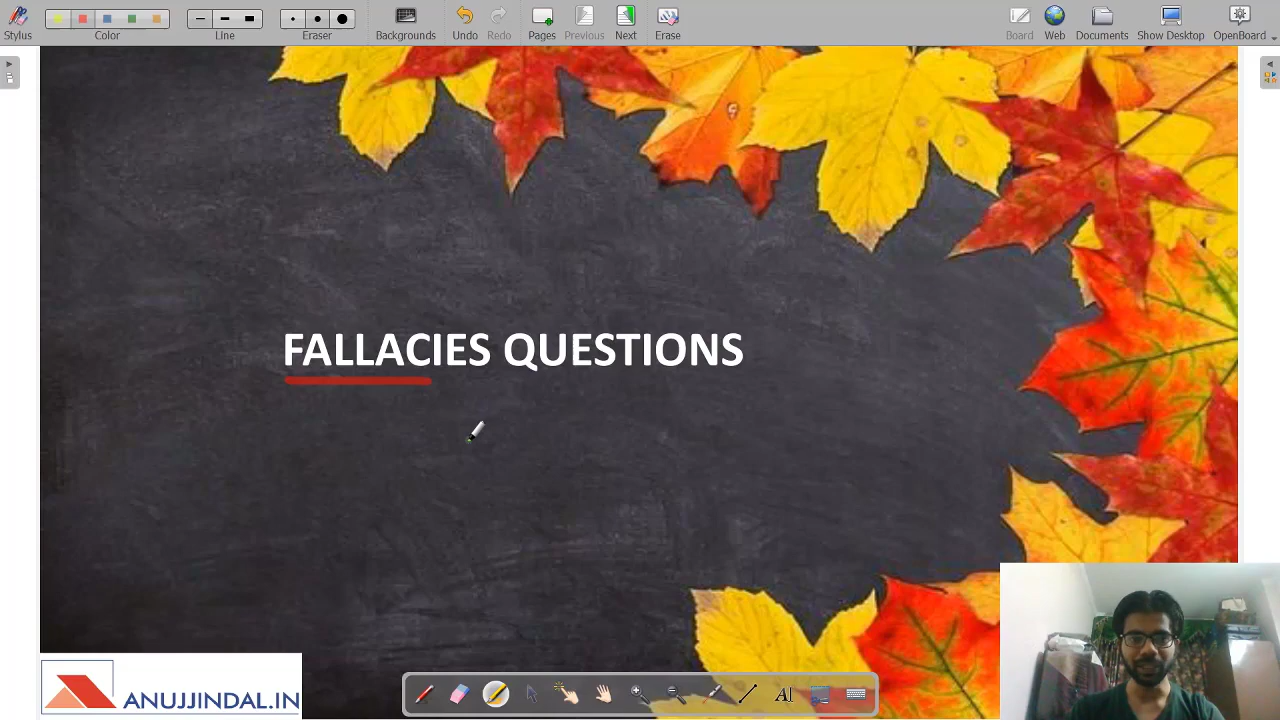 Stylus
Color
Line
Eraser
Backgrounds
Undo
Redo
Pages
Previous
Next
Erase
Board
Web
Documents
Show Desktop
OpenBoard
FALLACIES QUESTIONS
ANUJJINDAL.IN
AI